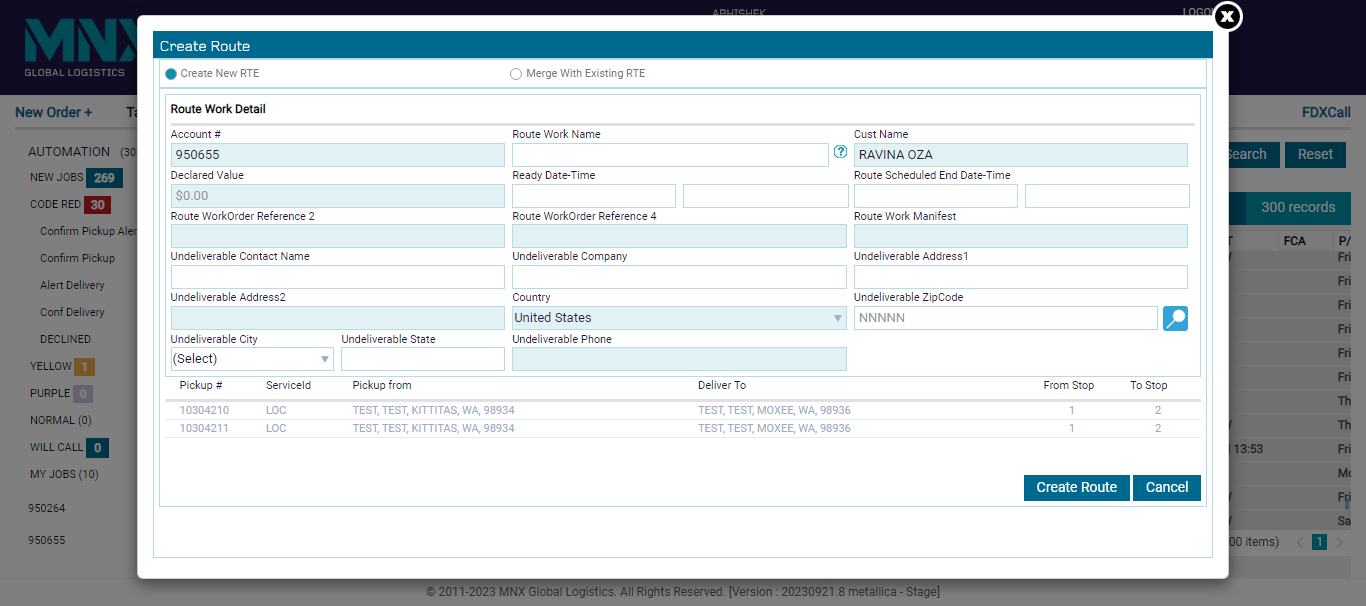 ABHISHEK
MNX
GLOBAL LOGISTICS
X
Create Route
Create New RTE
Merge With Existing RTE
New Order +
FDXCall
Route Work Detail
AUTOMATION
Account #
Route Work Name
Cust Name
950655
?
RAVINA OZA
Search
Reset
NEW JOBS 269
Declared Value
Ready Date-Time
Route Scheduled End Date-Time
$0.00
CODE RED 30
300 records
Route WorkOrder Reference 2
Route WorkOrder Reference 4
Route Work Manifest
Confirm Pickup Aler
FCA
P/
Fri
Confirm Pickup
Undeliverable Contact Name
Undeliverable Company
Undeliverable Address1
Fri
Alert Delivery
Undeliverable Address2
Country
Undeliverable ZipCode
Fri
Conf Delivery
United States
NNNNN
Fri
DECLINED
Undeliverable City
Undeliverable State
Undeliverable Phone
Fri
YELLOW 1
(Select)
Fri
PURPLE 0
Pickup #
ServiceId
Pickup from
Deliver To
From Stop
To Stop
Th
NORMAL (0)
10304210
LOC
TEST, TEST, KITTITAS, WA, 98934
TEST, TEST, MOXEE, WA, 98936
1
2
Th
10304211
LOC
TEST, TEST, KITTITAS, WA, 98934
TEST, TEST, MOXEE, WA, 98936
1
2
WILL CALL 0
13:53
Fri
MY JOBS (10)
Mo
Create Route
Cancel
Fri
950264
Sa
950655
00 items)
1
© 2011-2023 MNX Global Logistics. All Rights Reserved. [Version : 20230921.8 metallica - Stage]